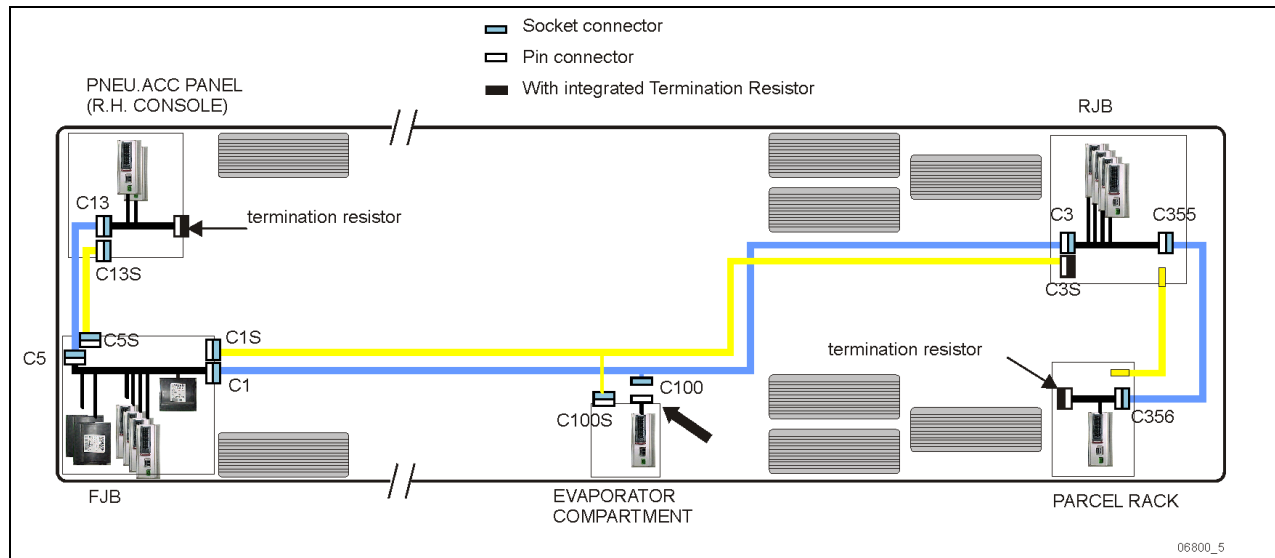 Socket connector
Pin connector
With integrated Termination Resistor
PNEU.ACC PANEL
(R.H. CONSOLE)
RJB
C13
termination resistor
C3
C355
C13S
C3S
C5
C5S
C1S
C1
termination resistor
C100
C100S
C356
FJB
EVAPORATOR
COMPARTMENT
PARCEL RACK
06800_5